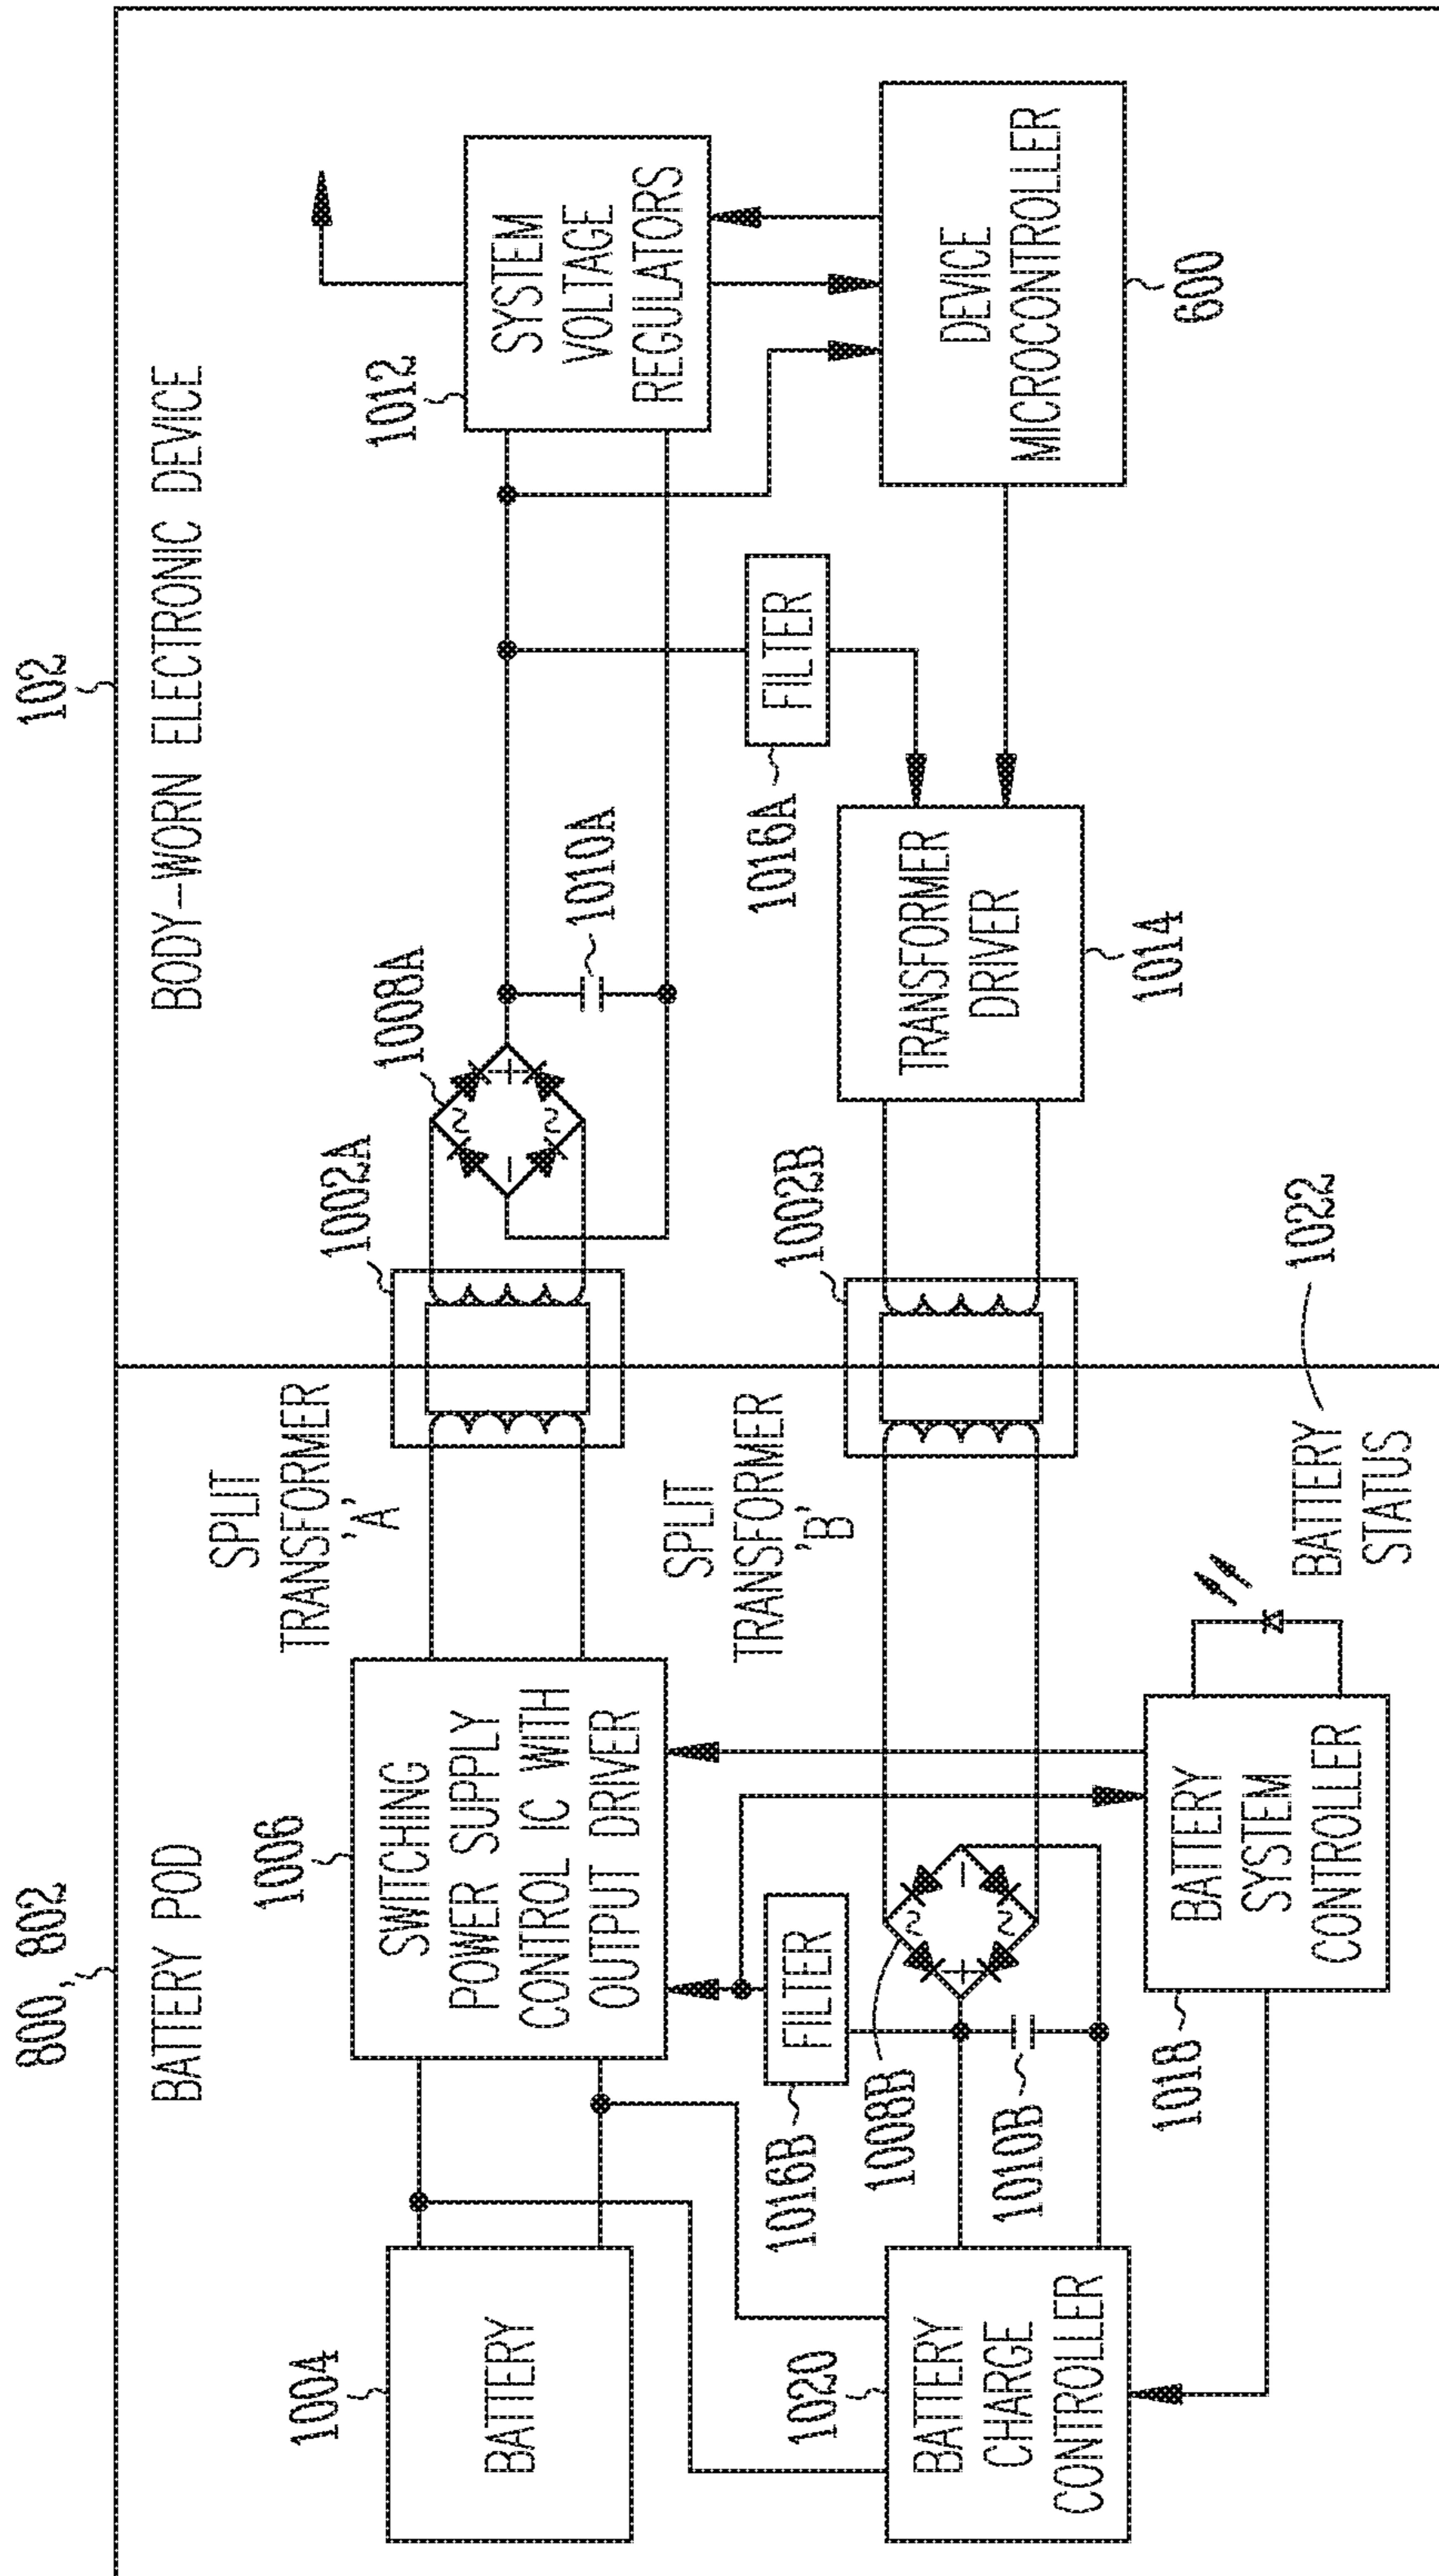 800, 802
102
BATTERY POD
BODY-WORN ELECTRONIC DEVICE
1004
BATTERY
1006
SWITCHING
POWER SUPPLY
CONTROL IC WITH
OUTPUT DRIVER
SPLIT
TRANSFORMER
'A'
1002A
1008A
1010A
1012
SYSTEM
VOLTAGE
REGULATORS
1016A
FILTER
1016B
FILTER
1008B
1010B
SPLIT
TRANSFORMER
'B'
1002B
TRANSFORMER
DRIVER
1014
DEVICE
MICROCONTROLLER
600
1020
BATTERY
CHARGE
CONTROLLER
1018
BATTERY
SYSTEM
CONTROLLER
BATTERY
STATUS
1022